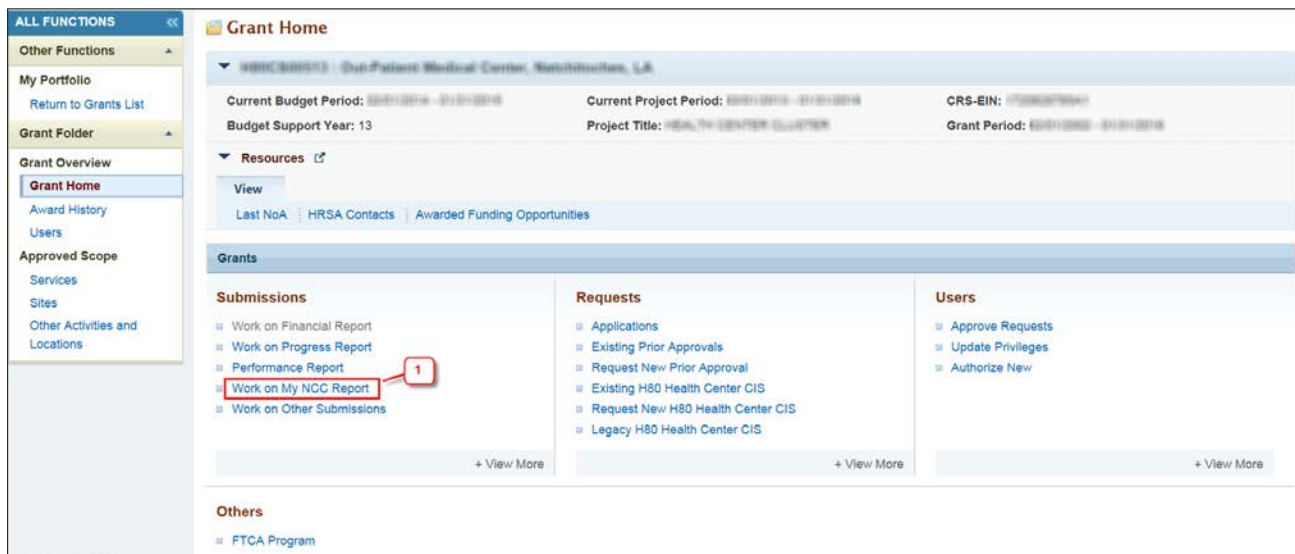 ALL FUNCTIONS
Other Functions
My Portfolio
Return to Grants List
Grant Folder
Grant Overview
Grant Home
Award History
Users
Approved Scope
Services
Sites
Other Activities and
Locations
Grant Home
Current Budget Period:
Current Project Period:
CRS-EIN:
Budget Support Year: 13
Project Title:
Grant Period:
Resources
View
Last NoA
HRSA Contacts
Awarded Funding Opportunities
Grants
Submissions
Work on Financial Report
Work on Progress Report
Performance Report
1
Work on My NCC Report
Work on Other Submissions
+ View More
Requests
Applications
Existing Prior Approvals
Request New Prior Approval
Existing H80 Health Center CIS
Request New H80 Health Center CIS
Legacy H80 Health Center CIS
+ View More
Users
Approve Requests
Update Privileges
Authorize New
+ View More
Others
FTCA Program